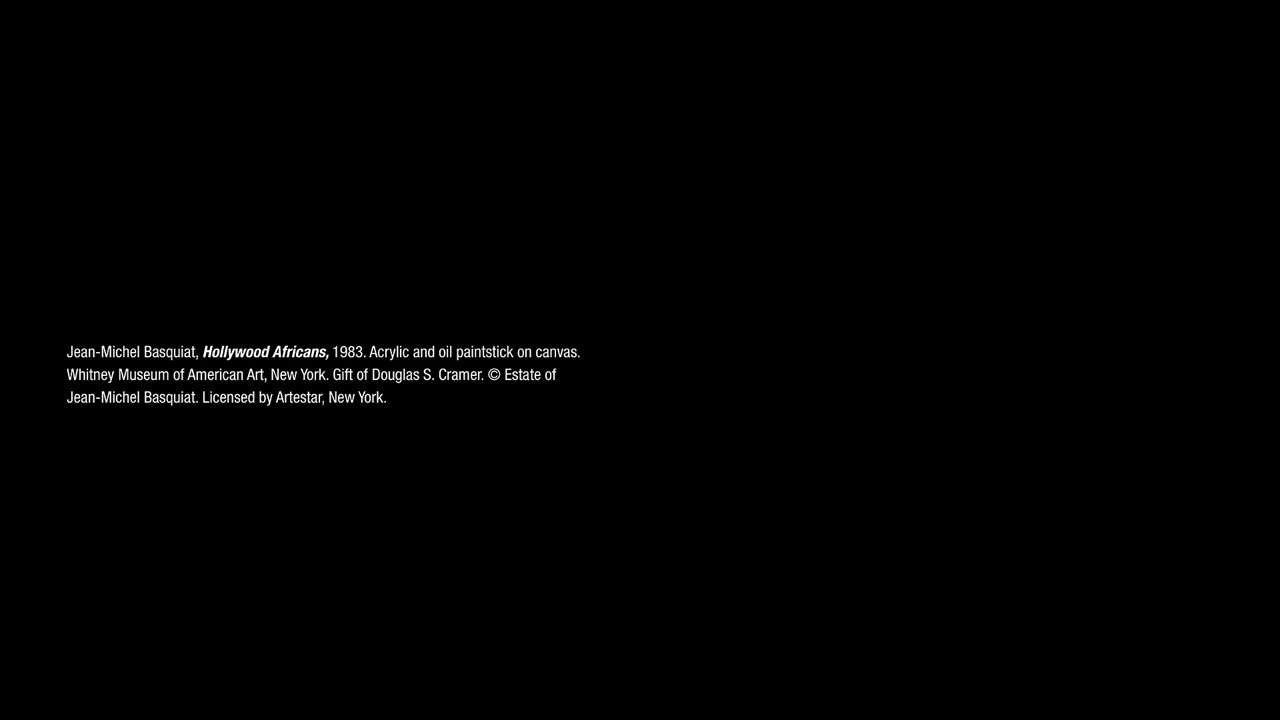 Jean-Michel Basquiat, Hollywood Africans, 1983. Acrylic and oil paintstick on canvas.
Whitney Museum of American Art, New York. Gift of Douglas S. Cramer. © Estate of
Jean-Michel Basquiat. Licensed by Artestar, New York.